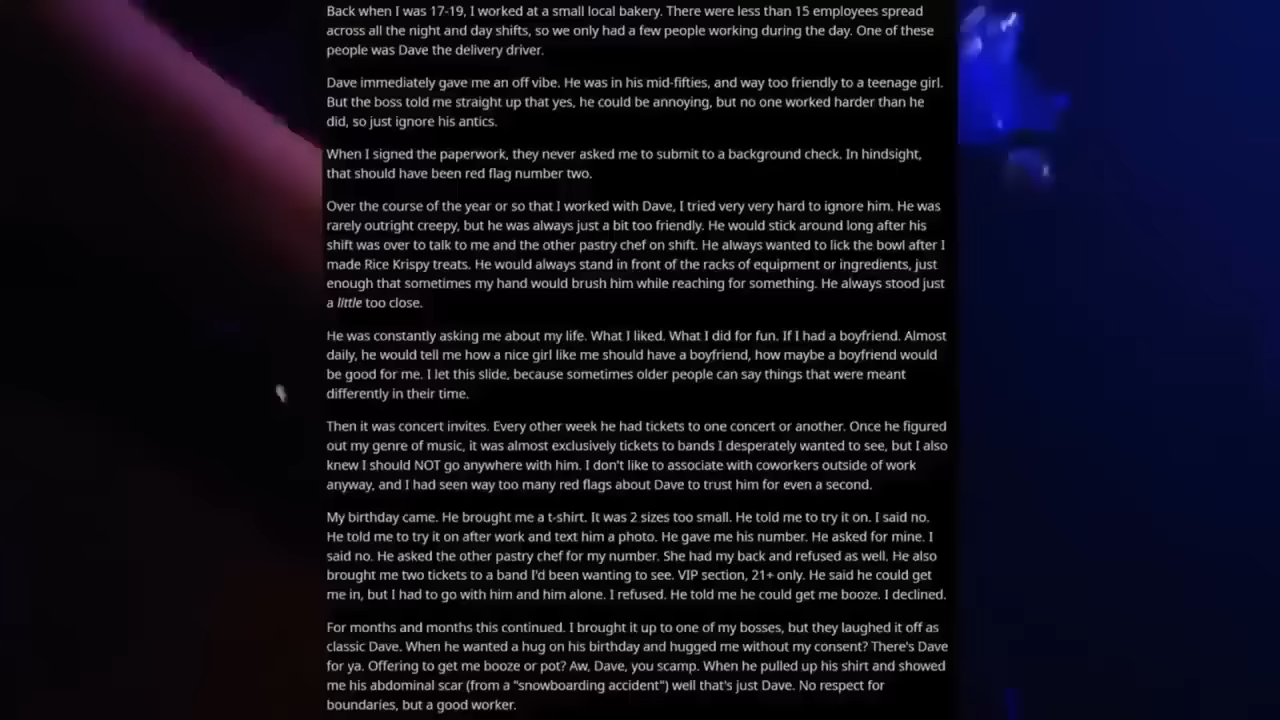 Back when I was 17-19, I worked at a small local bakery. There were less than 15 employees spread
across all the night and day shifts, so we only had a few people working during the day. One of these
people was Dave the delivery driver.
Dave immediately gave me an off vibe. He was in his mid-fifties, and way too friendly to a teenage girl.
But the boss told me straight up that yes, he could be annoying, but no one worked harder than he
did, so just ignore his antics.
When I signed the paperwork, they never asked me to submit to a background check. In hindsight,
that should have been red flag number two.
Over the course of the year or so that I worked with Dave, I tried very very hard to ignore him. He was
rarely outright creepy, but he was always just a bit too friendly. He would stick around long after his
shift was over to talk to me and the other pastry chef on shift. He always wanted to lick the bowl after I
made Rice Krispy treats. He would always stand in front of the racks of equipment or ingredients, just
enough that sometimes my hand would brush him while reaching for something. He always stood just
a little too close.
He was constantly asking me about my life. What I liked. What I did for fun. If I had a boyfriend. Almost
daily, he would tell me how a nice girl like me should have a boyfriend, how maybe a boyfriend would
be good for me. I let this slide, because sometimes older people can say things that were meant
differently in their time.
Then it was concert invites. Every other week he had tickets to one concert or another. Once he figured
out my genre of music, it was almost exclusively tickets to bands I desperately wanted to see, but I also
knew I should NOT go anywhere with him. I don't like to associate with coworkers outside of work
anyway, and I had seen way too many red flags about Dave to trust him for even a second.
My birthday came. He brought me a t-shirt. It was 2 sizes too small. He told me to try it on. I said no.
He told me to try it on after work and text him a photo. He gave me his number. He asked for mine. I
said no. He asked the other pastry chef for my number. She had my back and refused as well. He also
brought me two tickets to a band I'd been wanting to see. VIP section, 21+ only. He said he could get
me in, but I had to go with him and him alone. I refused. He told me he could get me booze. I declined.
For months and months this continued. I brought it up to one of my bosses, but they laughed it off as
classic Dave. When he wanted a hug on his birthday and hugged me without my consent? There's Dave
for ya. Offering to get me booze or pot? Aw, Dave, you scamp. When he pulled up his shirt and showed
me his abdominal scar (from a "snowboarding accident") well that's just Dave. No respect for
boundaries, but a good worker.